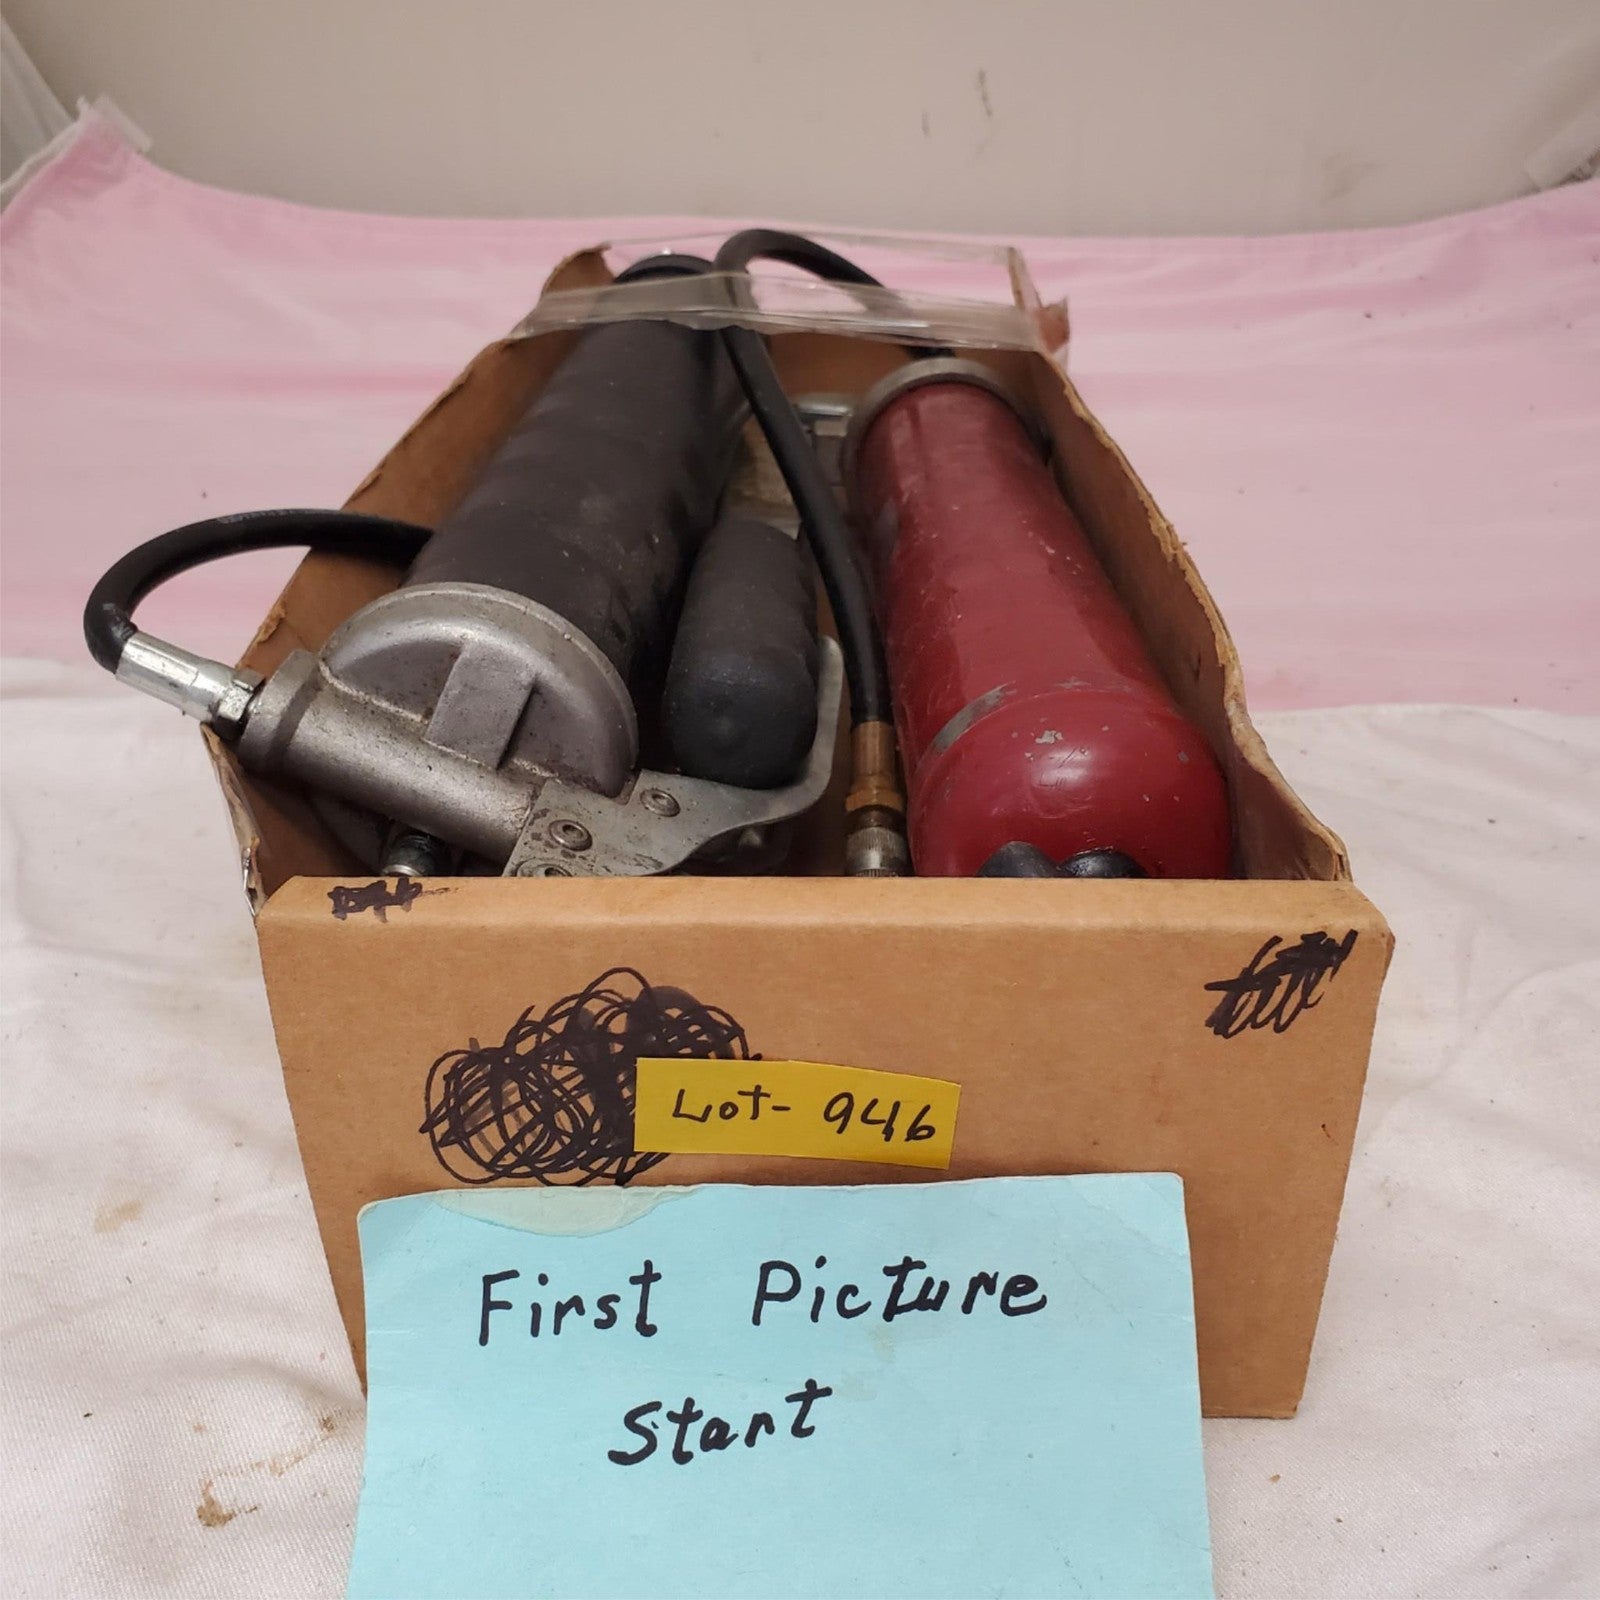 Lot- 946
First Picture
Start